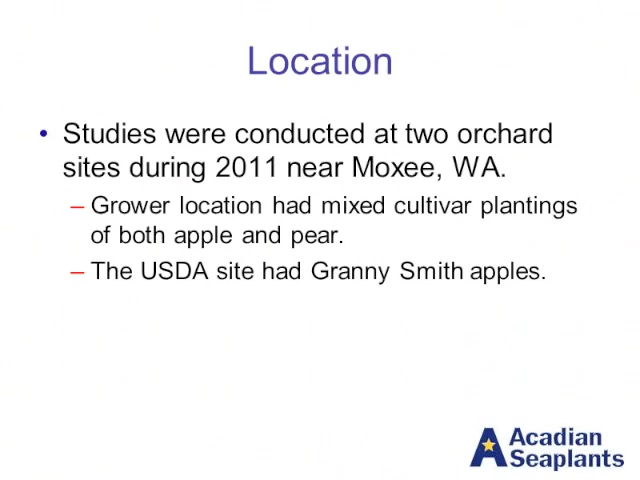 Location
• Studies were conducted at two orchard
sites during 2011 near Moxee, WA.
– Grower location had mixed cultivar plantings
of both apple and pear.
– The USDA site had Granny Smith apples.
Acadian
Seaplants